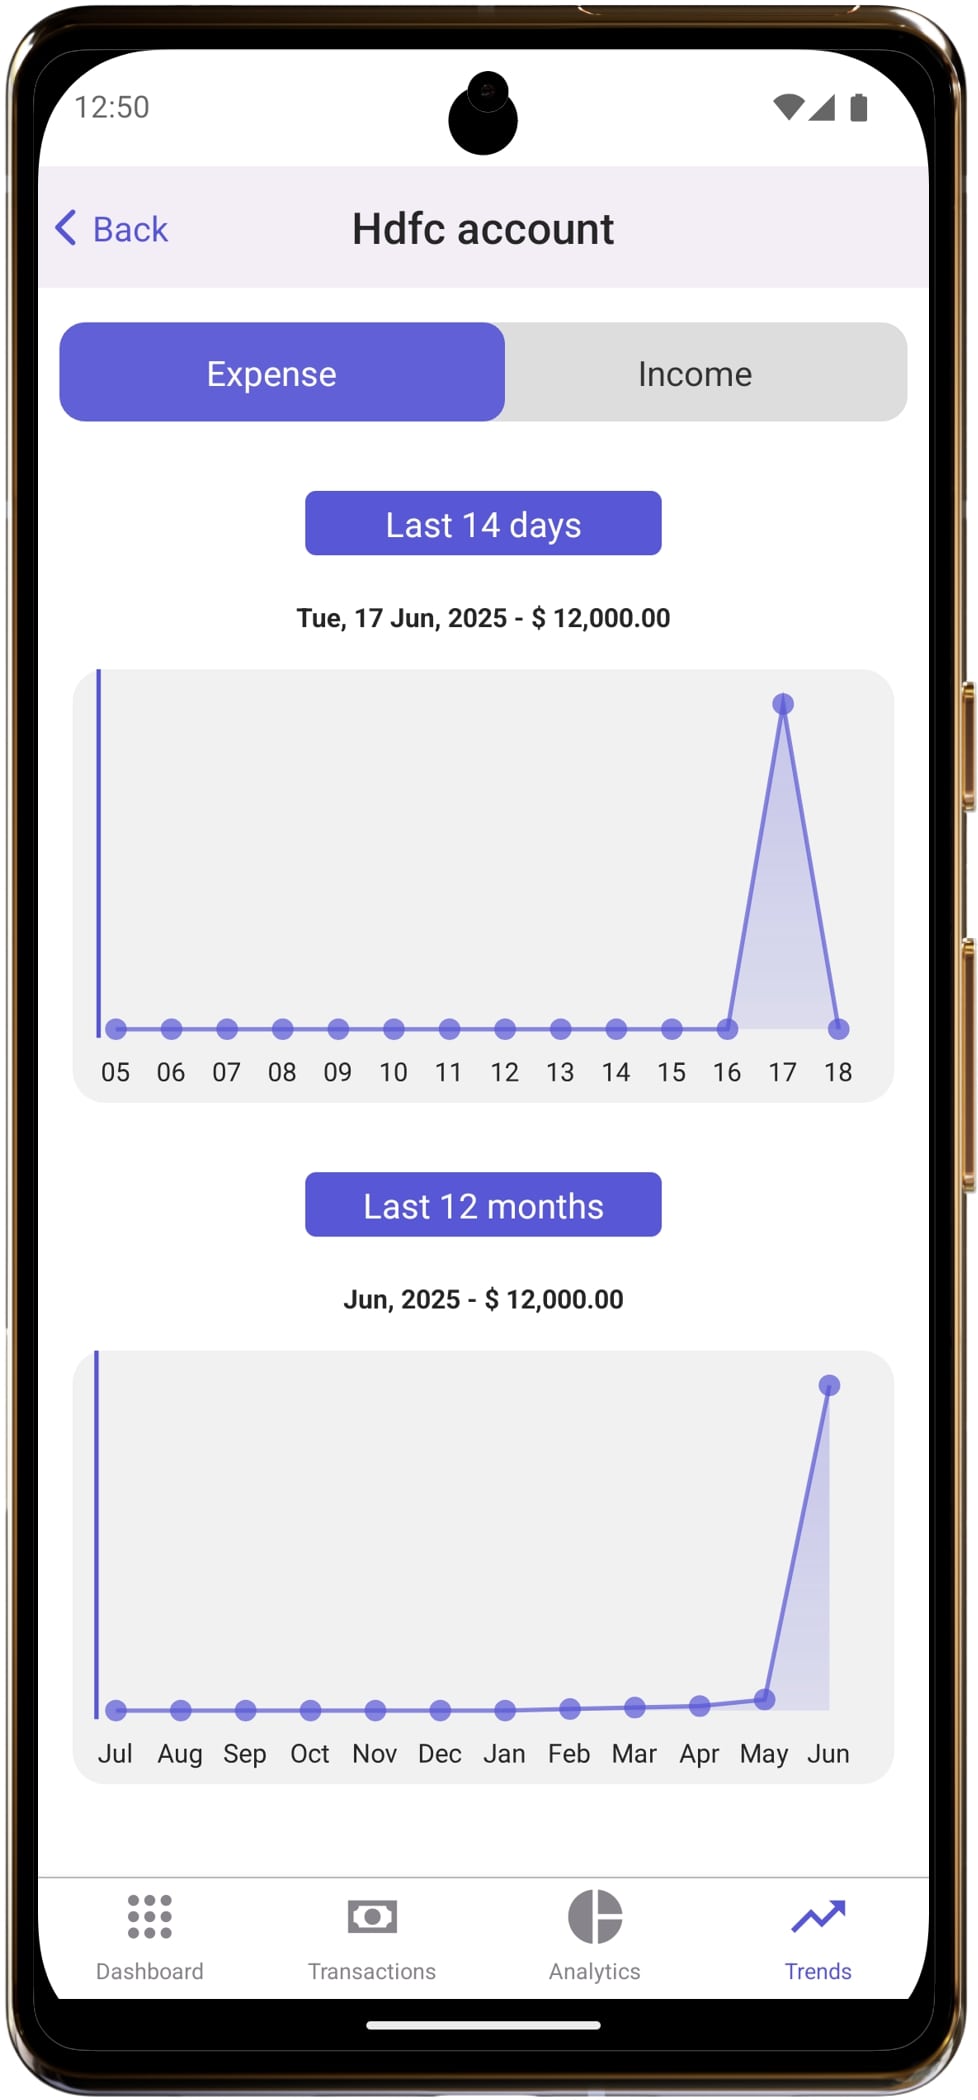 12:50
Back
Hdfc account
Expense Income
Last 14 days
Tue, 17 Jun, 2025 - $ 12,000.00
05 06 07 08 09 10 11 12 13 14 15 16 17 18
Last 12 months
Jun, 2025 - $ 12,000.00
Jul Aug Sep Oct Nov Dec Jan Feb Mar Apr May Jun
Dashboard Transactions Analytics Trends